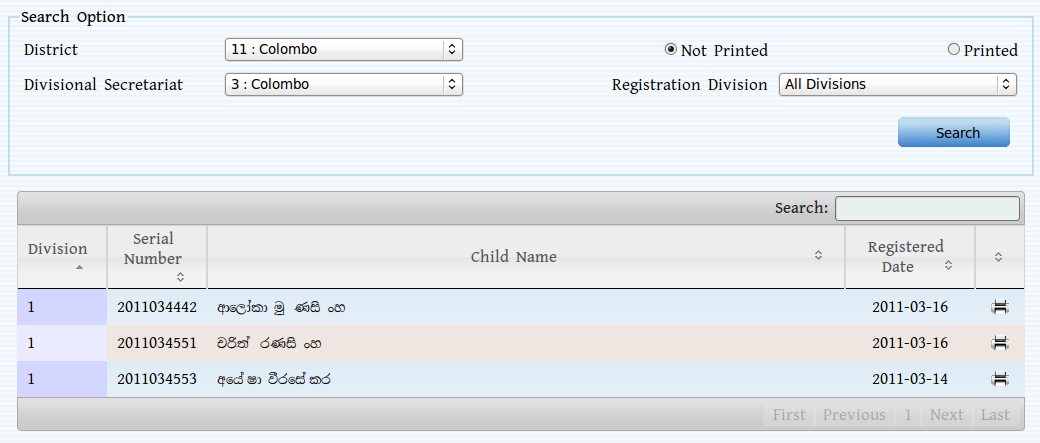 Search Option
District 11 : Colombo Not Printed Printed
Divisional Secretariat 3 : Colombo Registration Division All Divisions
Search
Search:
Division Serial Number Child Name Registered Date
1 2011034442 ආලෝකා මු ණසි ංහ 2011-03-16
1 2011034551 චරිත් රණසි ංහ 2011-03-16
1 2011034553 අයේෂා වීරසේකර 2011-03-14
First Previous 1 Next Last